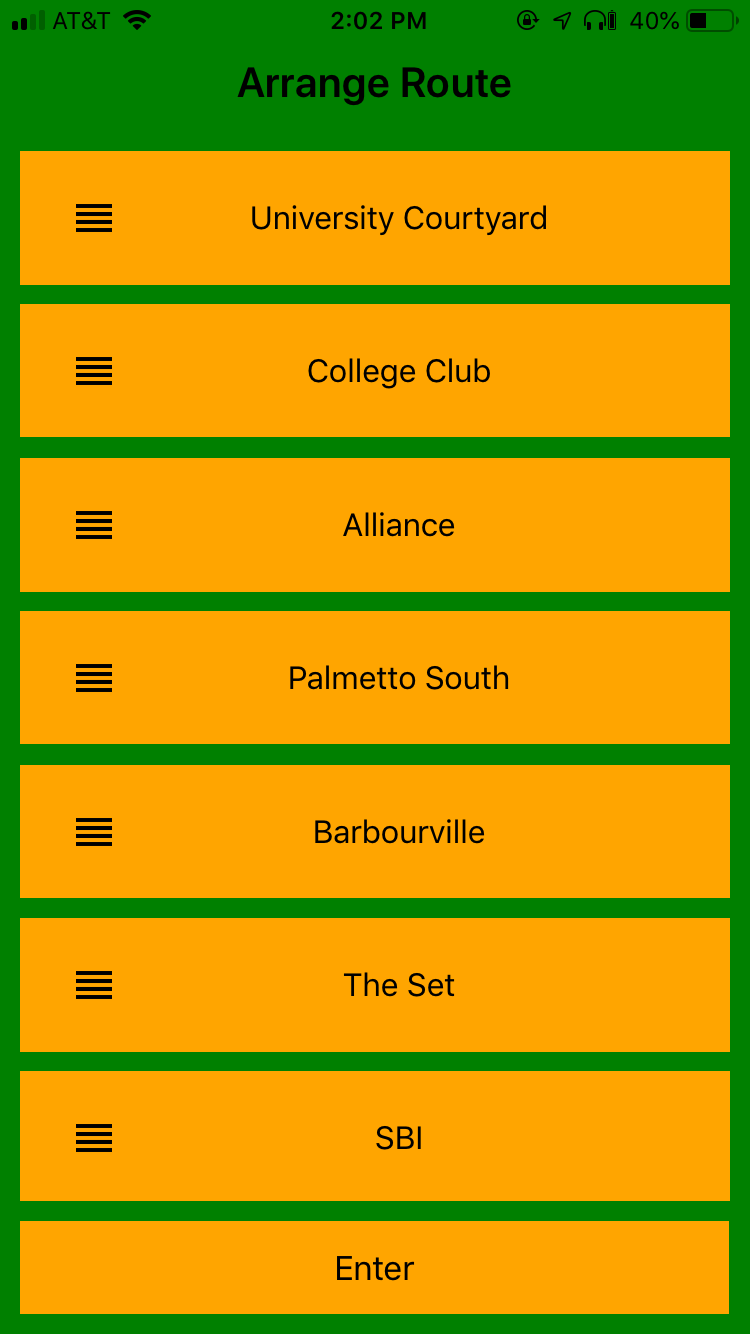 AT&T 2:02 PM 40%
Arrange Route
University Courtyard
College Club
Alliance
Palmetto South
Barbourville
The Set
SBI
Enter